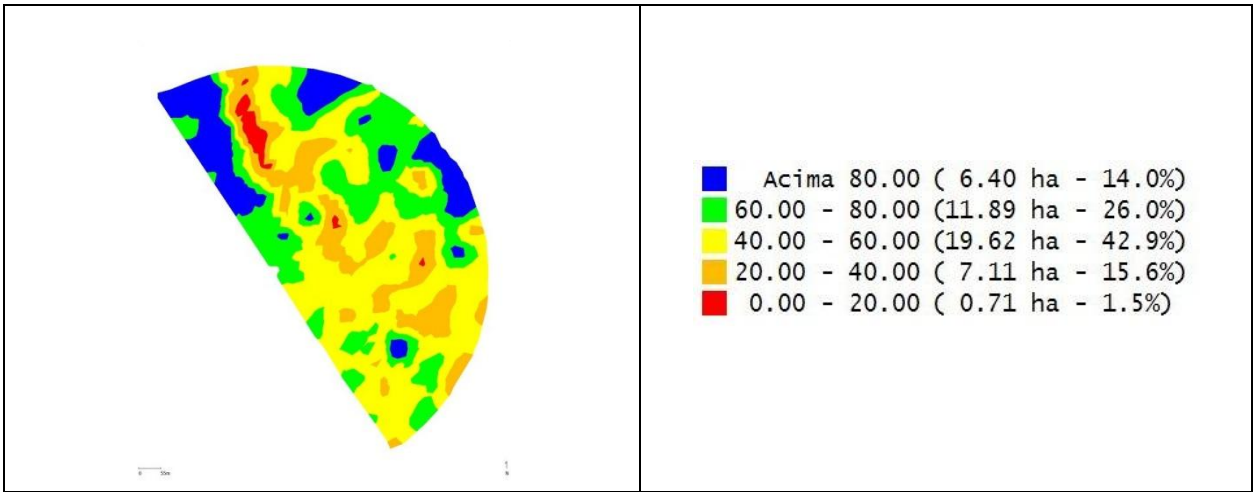 Acima 80.00 ( 6.40 ha - 14.0%)
60.00 - 80.00 (11.89 ha - 26.0%)
40.00 - 60.00 (19.62 ha - 42.9%)
20.00 - 40.00 ( 7.11 ha - 15.6%)
0.00 - 20.00 ( 0.71 ha - 1.5%)
0 55m
N